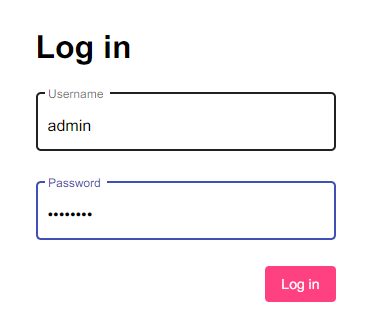 Log in
Username
admin
Password
••••••••
Log in